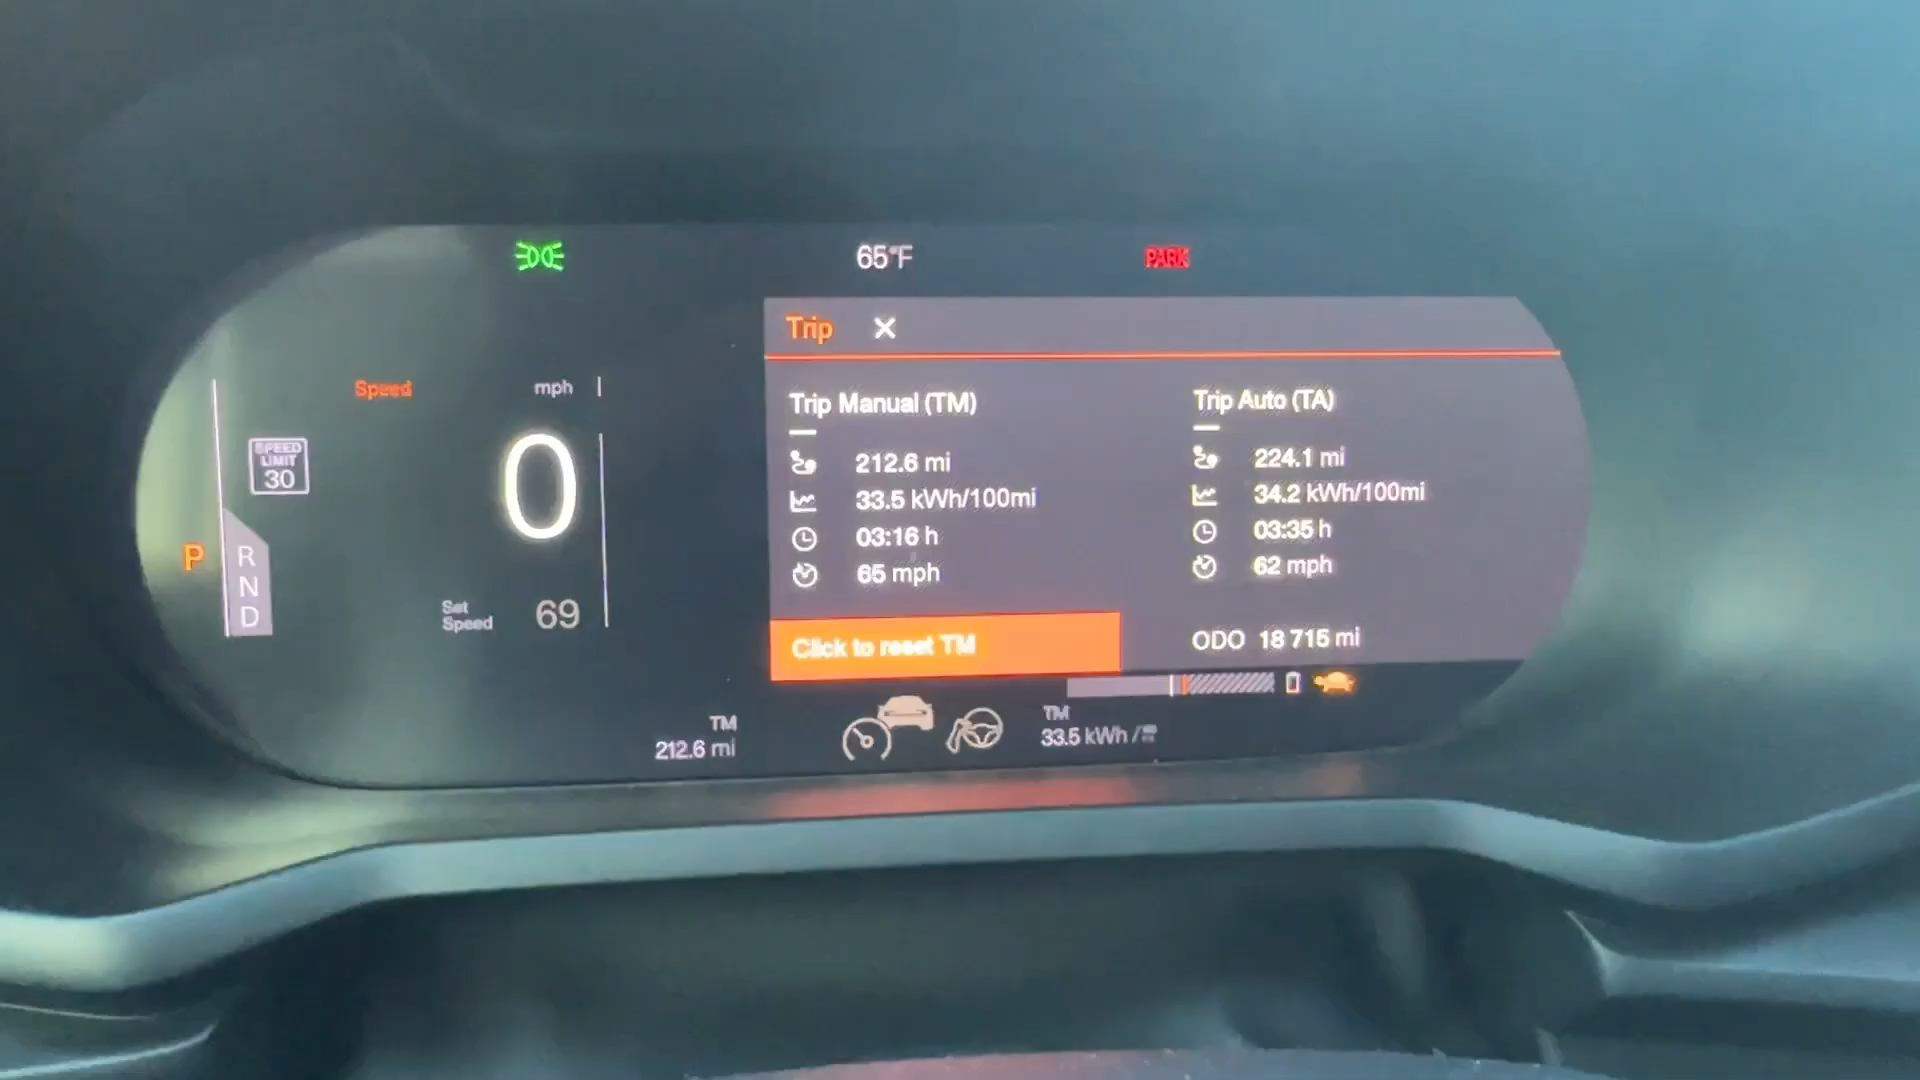 65°F
PARK
Trip X
Speed mph
SPEED
LIMIT
30
0
P
R
N
D
Set
Speed 69
Trip Manual (TM)
212.6 mi
33.5 kWh/100mi
03:16 h
65 mph
Click to reset TM
Trip Auto (TA)
224.1 mi
34.2 kWh/100mi
03:35 h
62 mph
ODO 18 715 mi
TM
212.6 mi
TM
33.5 kWh /